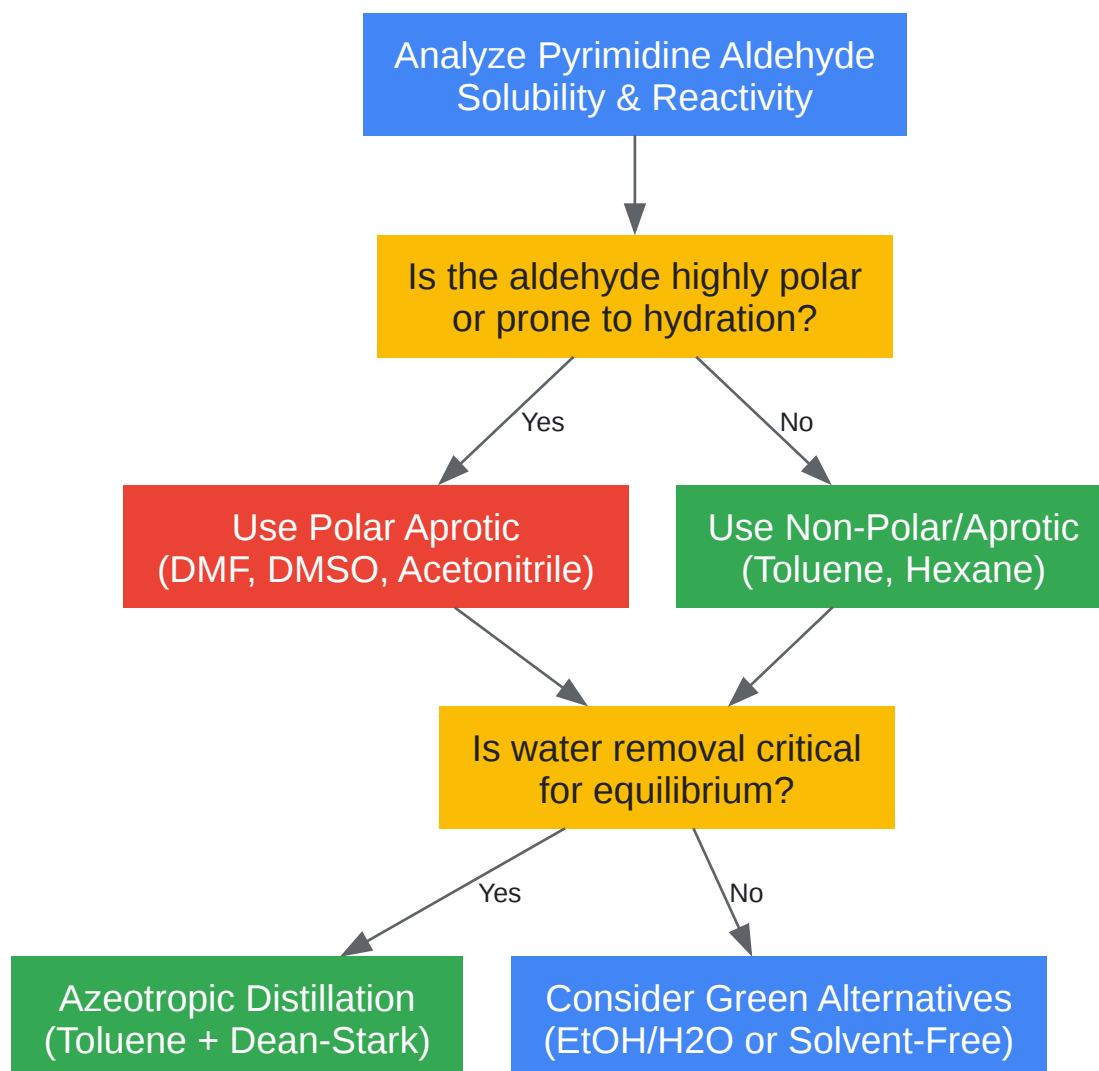 Analyze Pyrimidine Aldehyde
Solubility & Reactivity
Is the aldehyde highly polar
or prone to hydration?
Yes
No
Use Polar Aprotic
(DMF, DMSO, Acetonitrile)
Use Non-Polar/Aprotic
(Toluene, Hexane)
Is water removal critical
for equilibrium?
Yes
No
Azeotropic Distillation
(Toluene + Dean-Stark)
Consider Green Alternatives
(EtOH/H2O or Solvent-Free)